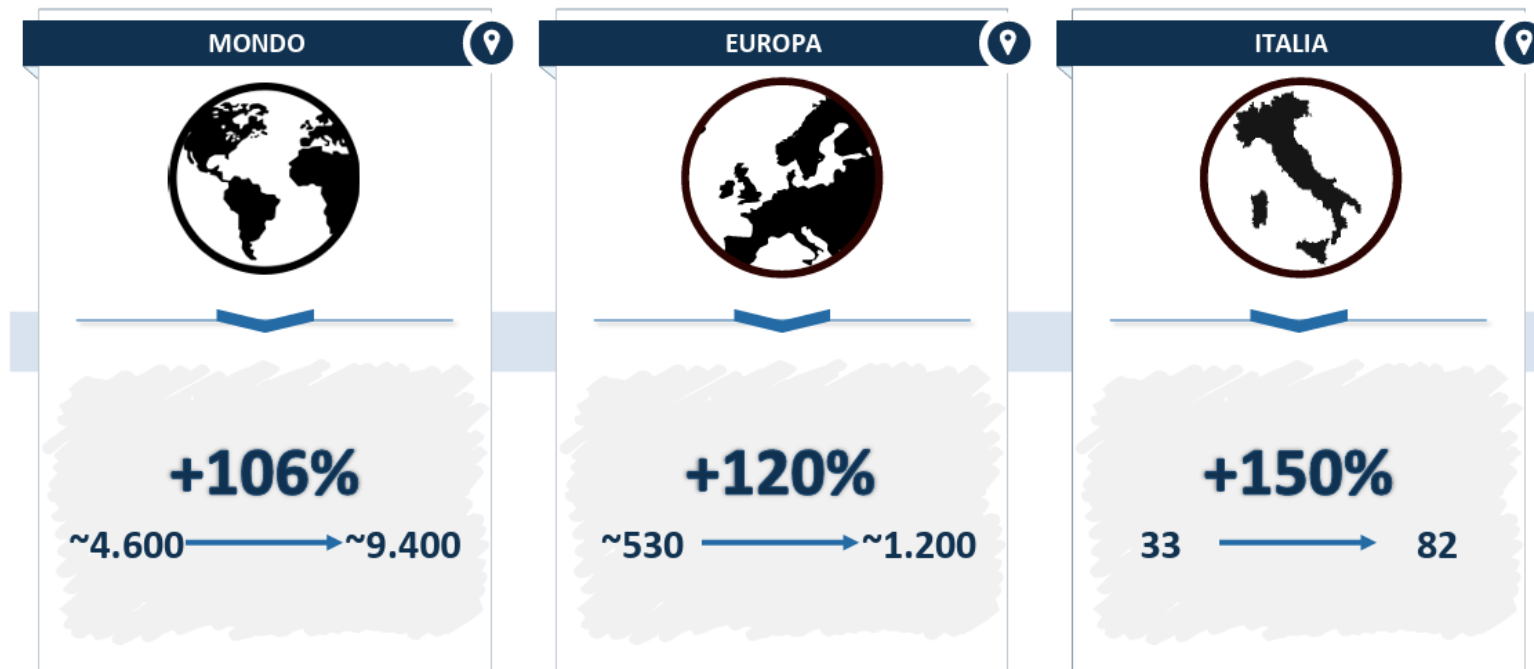 MONDO
+106%
~4.600 ~9.400
EUROPA
+120%
~530 ~1.200
ITALIA
+150%
33 82